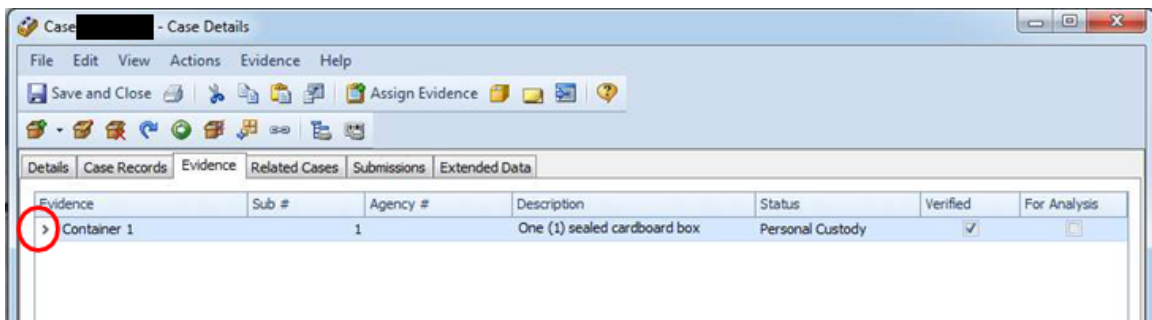 Case - Case Details
File Edit View Actions Evidence Help
Save and Close Assign Evidence
Details Case Records Evidence Related Cases Submissions Extended Data
Evidence Sub # Agency # Description Status Verified For Analysis
> Container 1 1 One (1) sealed cardboard box Personal Custody